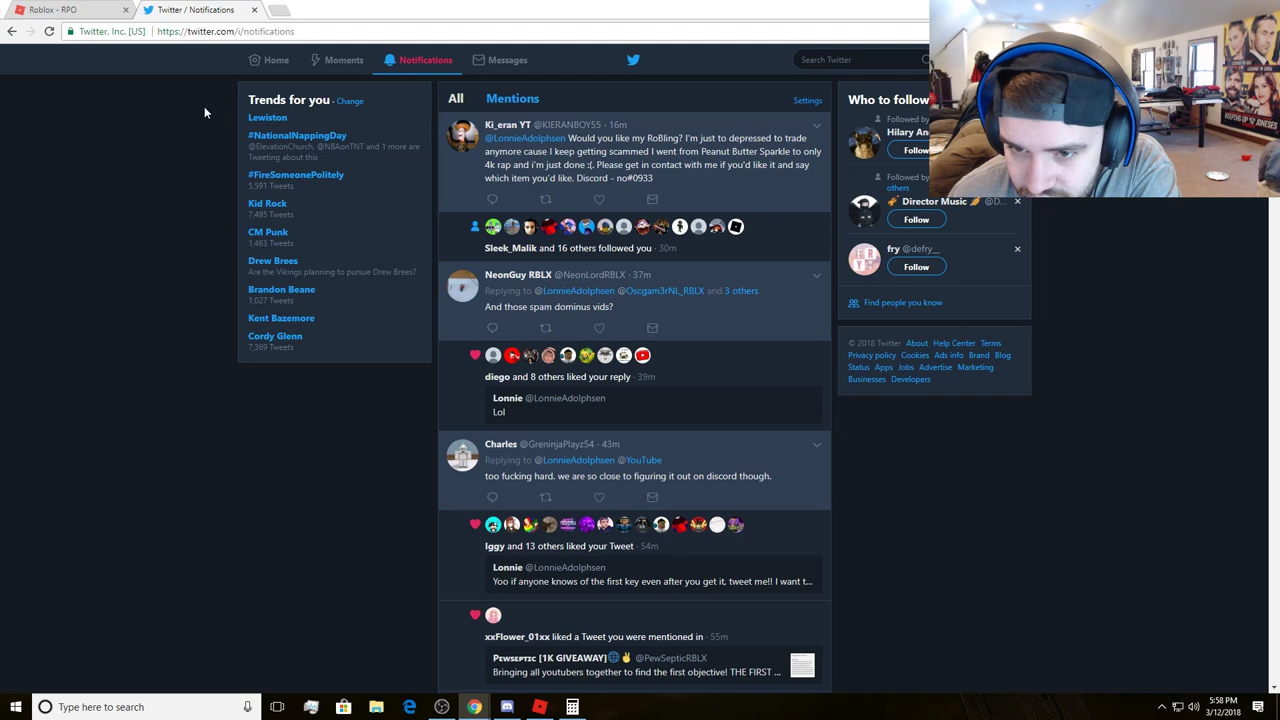 Roblox - RPO
Twitter / Notifications
Twitter, Inc. [US]
https://twitter.com/i/notifications
Home
Moments
Notifications
Messages
Search Twitter
Trends for you · Change
Lewiston
#NationalNappingDay
@ElevationChurch, @NBAonTNT and 1 more are
Tweeting about this
#FireSomeonePolitely
5,591 Tweets
Kid Rock
7,495 Tweets
CM Punk
1,463 Tweets
Drew Brees
Are the Vikings planning to pursue Drew Brees?
Brandon Beane
1,027 Tweets
Kent Bazemore
Cordy Glenn
7,369 Tweets
All
Mentions
Settings
Ki_eran YT @KIERANBOY55 · 16m
@LonnieAdolphsen Would you like my RoBling? I'm just to depressed to trade
anymore cause I keep getting scammed I went from Peanut Butter Sparkle to only
4k rap and i'm just done :(. Please get in contact with me if you'd like it and say
which item you'd like. Discord - no#0933
Sleek_Malik and 16 others followed you · 30m
NeonGuy RBLX @NeonLordRBLX · 37m
Replying to @LonnieAdolphsen @Oscgam3rNL_RBLX and 3 others
And those spam dominus vids?
diego and 8 others liked your reply · 39m
Lonnie @LonnieAdolphsen
Lol
Charles @GreninjaPlayz54 · 43m
Replying to @LonnieAdolphsen @YouTube
too fucking hard. we are so close to figuring it out on discord though.
Iggy and 13 others liked your Tweet · 54m
Lonnie @LonnieAdolphsen
Yoo if anyone knows of the first key even after you get it, tweet me!! I want t...
xxFlower_01xx liked a Tweet you were mentioned in · 55m
Pᴇᴡsᴇᴘᴛɪᴄ [1K GIVEAWAY]🌐✌ @PewSepticRBLX
Bringing all youtubers together to find the first objective! THE FIRST ...
Who to follow
Followed by
Hilary An
Follow
Followed by
others
Director Music @D...
Follow
fry @defry__
Follow
Find people you know
© 2018 Twitter About Help Center Terms
Privacy policy Cookies Ads info Brand Blog
Status Apps Jobs Advertise Marketing
Businesses Developers
KEEPING UP JONESES
Type here to search
5:58 PM
3/12/2018